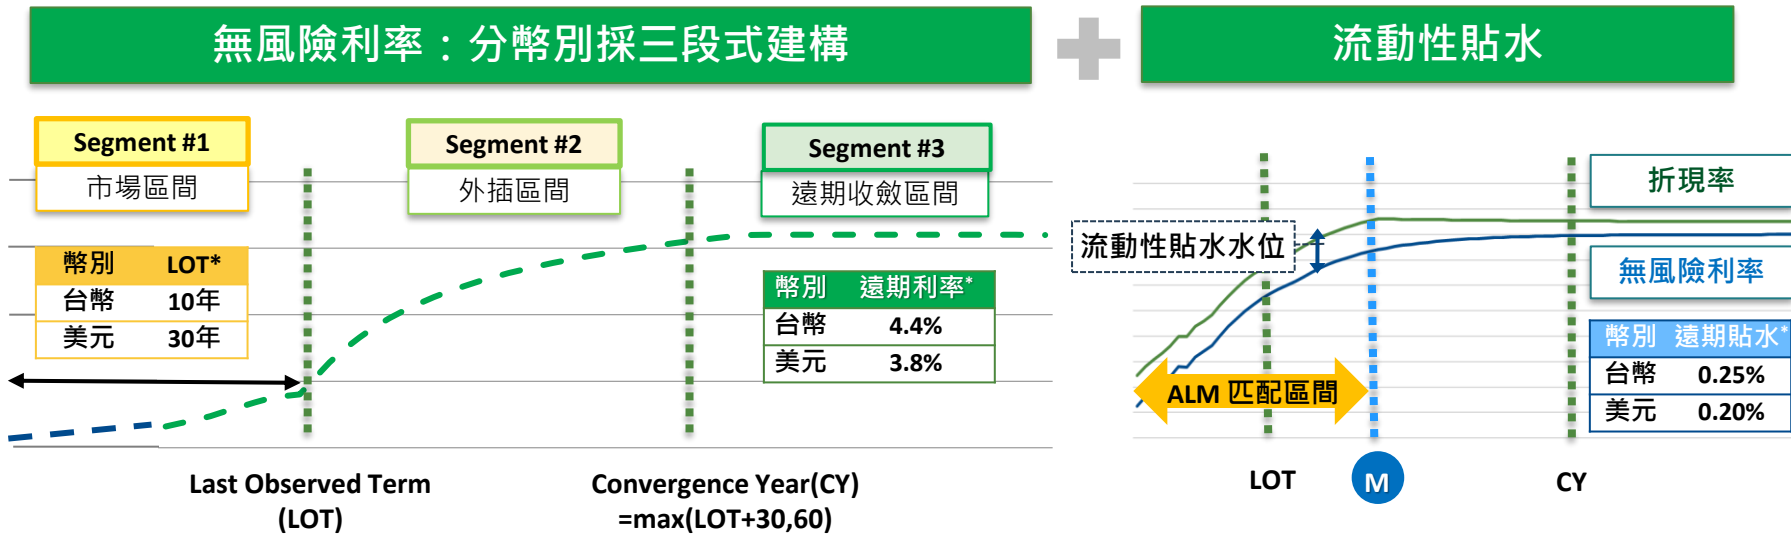 無風險利率：分幣別採三段式建構
流動性貼水
Segment #1
市場區間
Segment #2
外插區間
Segment #3
遠期收斂區間
幣別 LOT*
台幣 10年
美元 30年
幣別 遠期利率*
台幣 4.4%
美元 3.8%
Last Observed Term
(LOT)
Convergence Year(CY)
=max(LOT+30,60)
折現率
流動性貼水水位
無風險利率
幣別 遠期貼水*
台幣 0.25%
美元 0.20%
ALM 匹配區間
LOT
M
CY